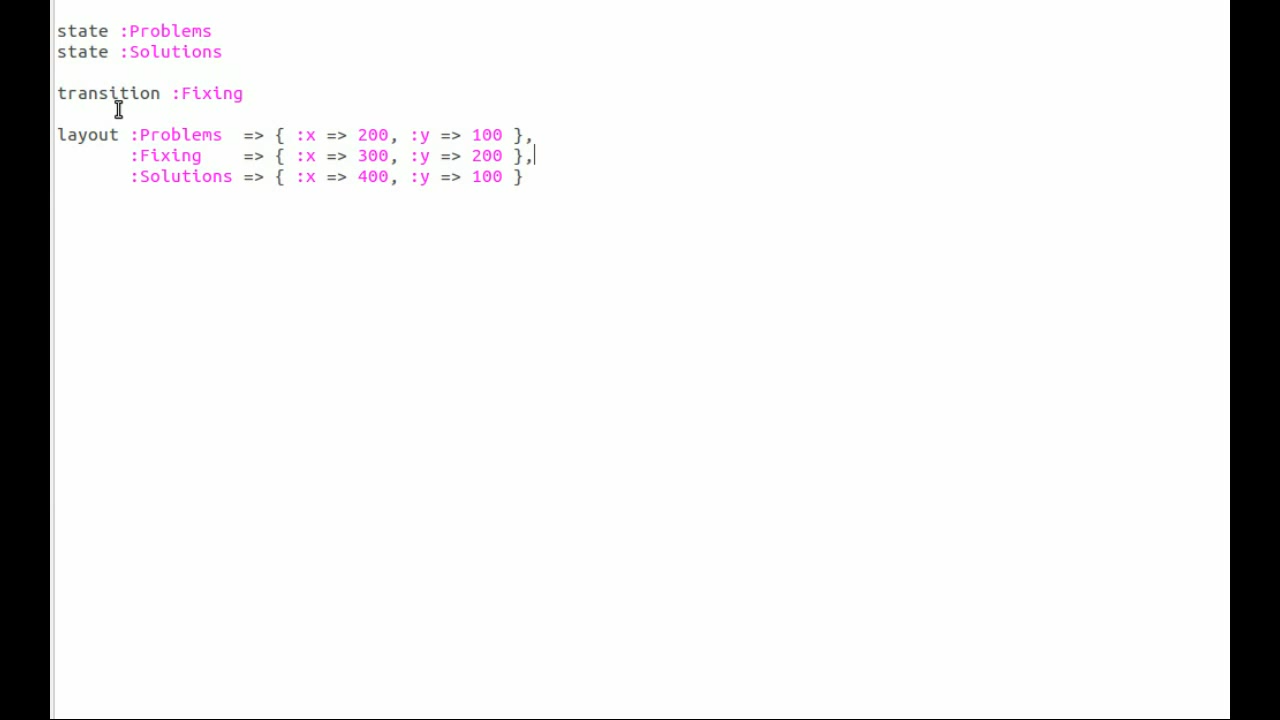 state :Problems
state :Solutions
transition :Fixing
layout :Problems  => { :x => 200, :y => 100 },
       :Fixing    => { :x => 300, :y => 200 },
       :Solutions => { :x => 400, :y => 100 }